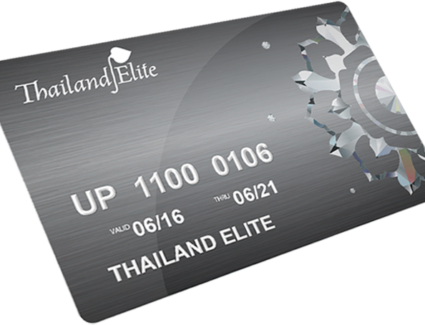 Thailand Elite
UP 1100 0106
VALID 06/16 THRU 06/21
THAILAND ELITE